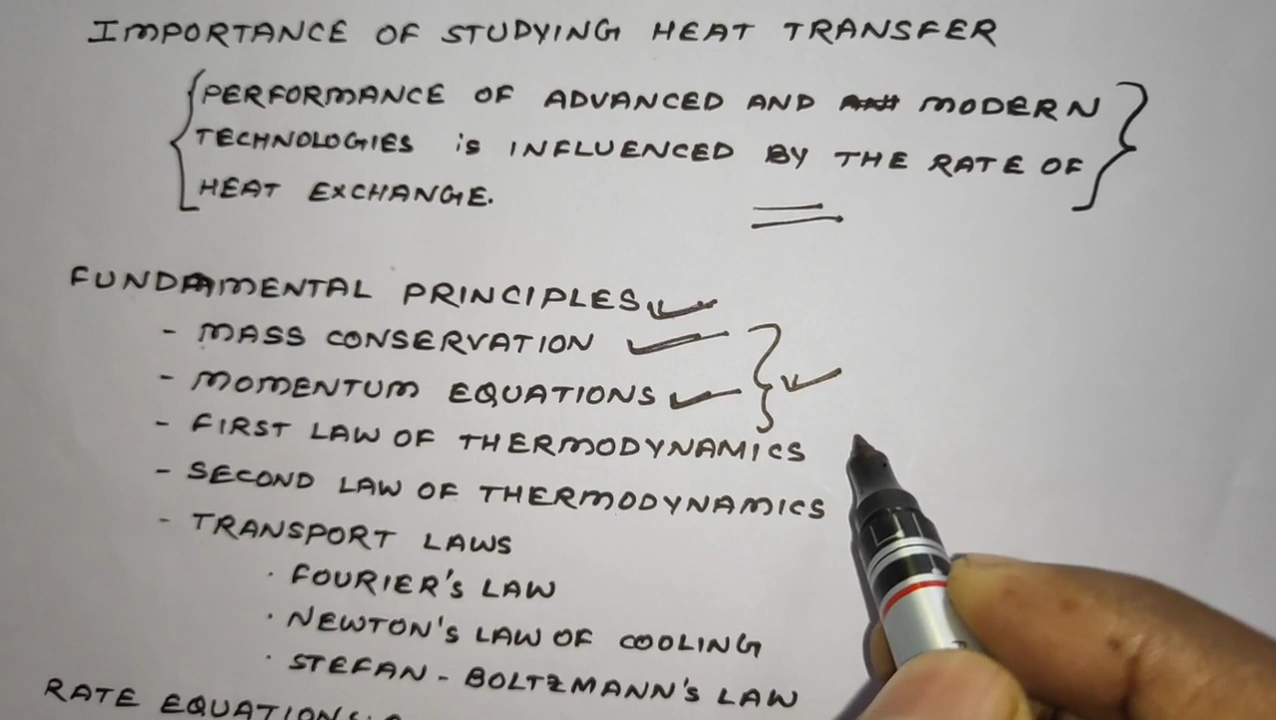 IMPORTANCE OF STUDYING HEAT TRANSFER
PERFORMANCE OF ADVANCED AND MODERN
TECHNOLOGIES is INFLUENCED BY THE RATE OF
HEAT EXCHANGE.
FUNDAMENTAL PRINCIPLES
- MASS CONSERVATION
- MOMENTUM EQUATIONS
- FIRST LAW OF THERMODYNAMICS
- SECOND LAW OF THERMODYNAMICS
- TRANSPORT LAWS
· FOURIER'S LAW
· NEWTON'S LAW OF COOLING
· STEFAN - BOLTZMANN'S LAW
RATE EQUATIONS